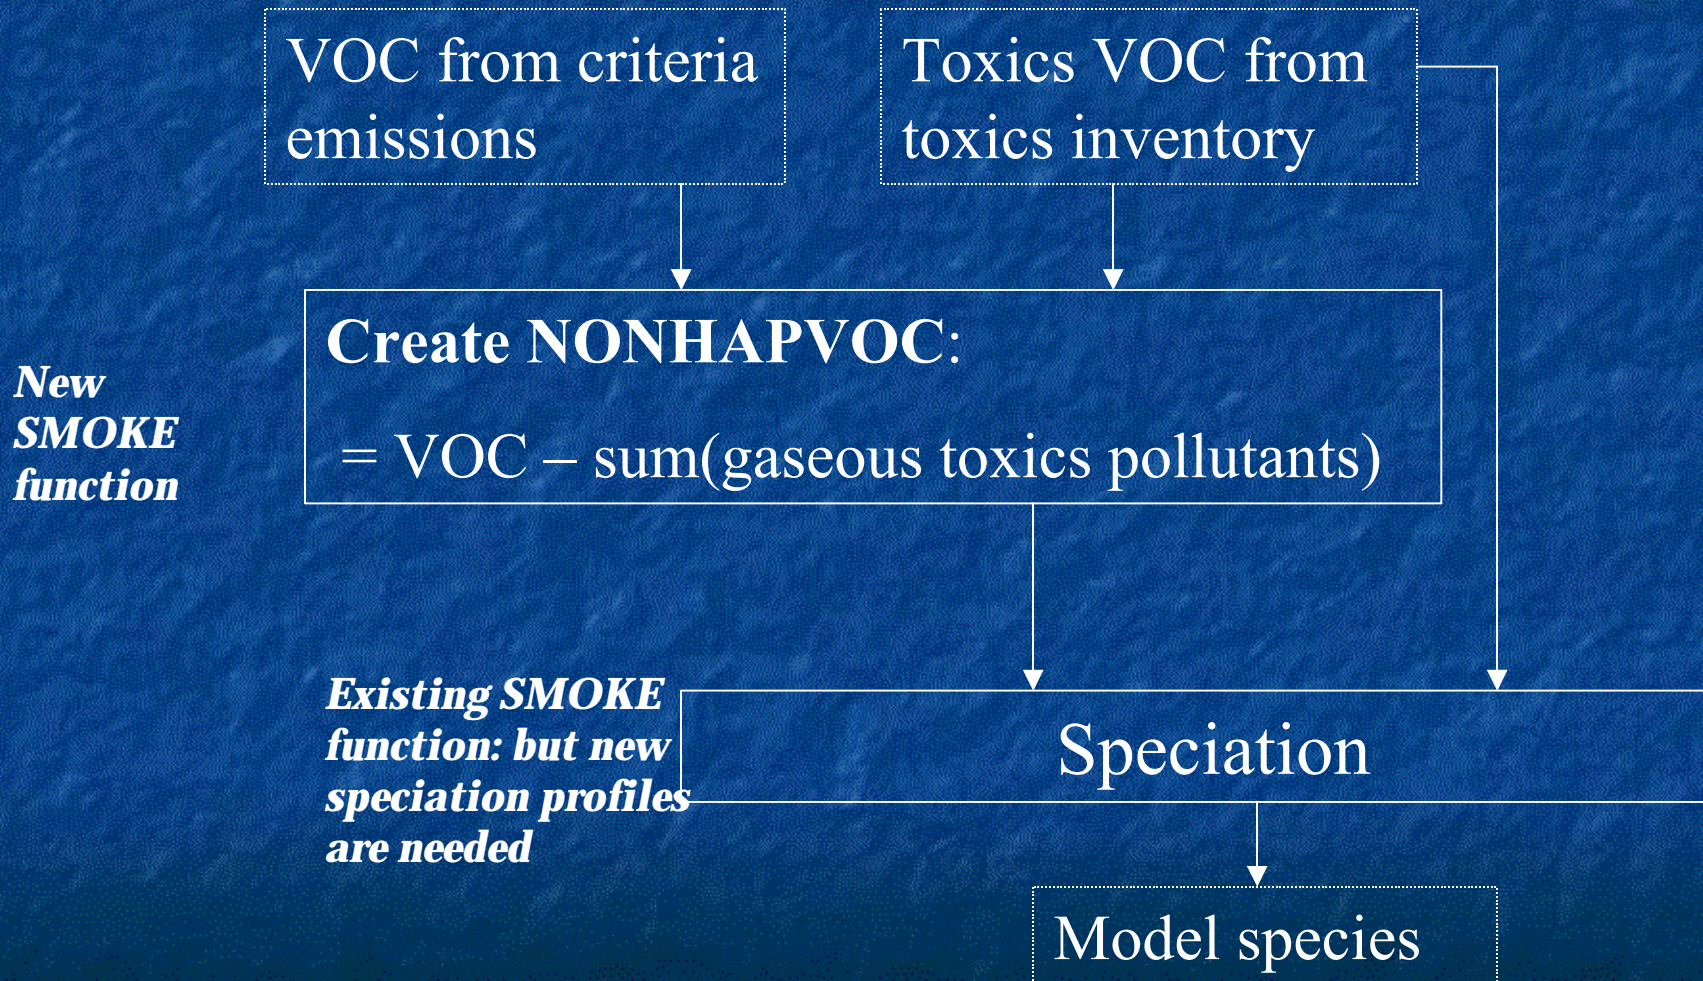 VOC from criteria
emissions
Toxics VOC from
toxics inventory
Create NONHAPVOC:
= VOC – sum(gaseous toxics pollutants)
New
SMOKE
function
Existing SMOKE
function: but new
speciation profiles
are needed
Speciation
Model species